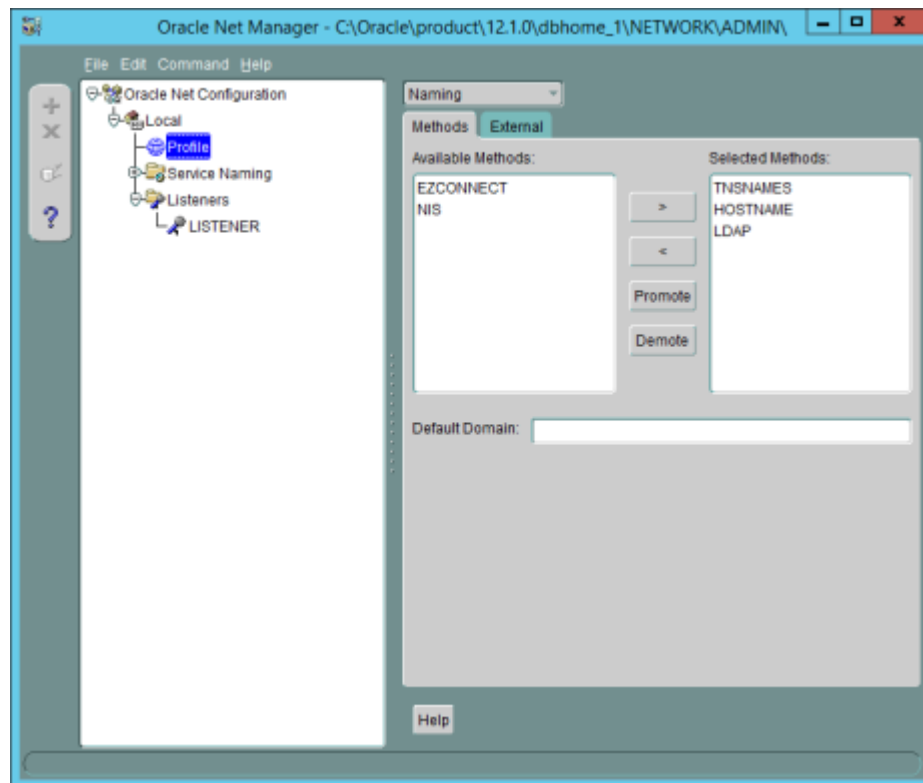 Oracle Net Manager - C:\Oracle\product\12.1.0\dbhome_1\NETWORK\ADMIN\
File Edit Command Help
Oracle Net Configuration
Local
Profile
Service Naming
Listeners
LISTENER
Naming
Methods External
Available Methods:
EZCONNECT
NIS
>
<
Promote
Demote
Selected Methods:
TNSNAMES
HOSTNAME
LDAP
Default Domain:
Help